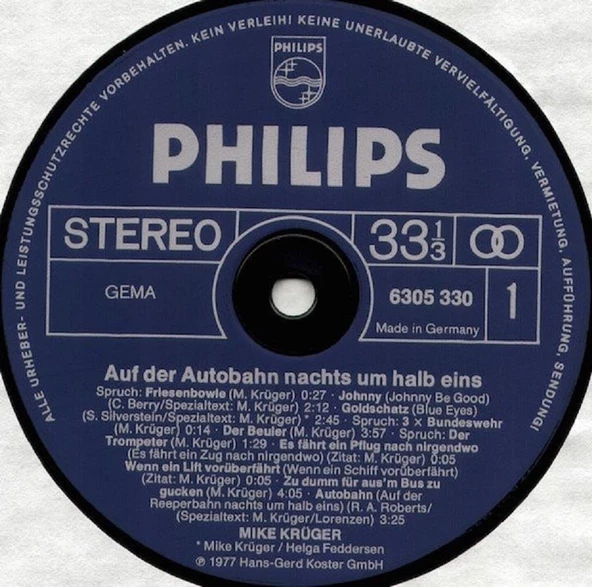 ALLE URHEBER- UND LEISTUNGSSCHUTZRECHTE VORBEHALTEN. KEIN VERLEIH! KEINE UNERLAUBTE VERVIELFÄLTIGUNG, VERMIETUNG, AUFFÜHRUNG, SENDUNG!
PHILIPS
PHILIPS
STEREO
33 1/3
GEMA
6305 330
1
Made in Germany
Auf der Autobahn nachts um halb eins
Spruch: Friesenbowle (M. Krüger) 0:27 · Johnny (Johnny Be Good)
(C. Berry/Spezialtext: M. Krüger) 2:12 · Goldschatz (Blue Eyes)
(S. Silverstein/Spezialtext: M. Krüger) * 2:45 · Spruch: 3 × Bundeswehr
(M. Krüger) 0:14 · Der Beuler (M. Krüger) 3:57 · Spruch: Der
Trompeter (M. Krüger) 1:29 · Es fährt ein Pflug nach nirgendwo
(Es fährt ein Zug nach nirgendwo) (Zitat: M. Krüger) 0:05
Wenn ein Lift vorüberfährt (Wenn ein Schiff vorüberfährt)
(Zitat: M. Krüger) 0:05 · Zu dumm für aus'm Bus zu
gucken (M. Krüger) 4:05 · Autobahn (Auf der
Reeperbahn nachts um halb eins) (R. A. Roberts/
(Spezialtext: M. Krüger/Lorenzen) 3:25
MIKE KRÜGER
* Mike Krüger / Helga Feddersen
℗ 1977 Hans-Gerd Koster GmbH